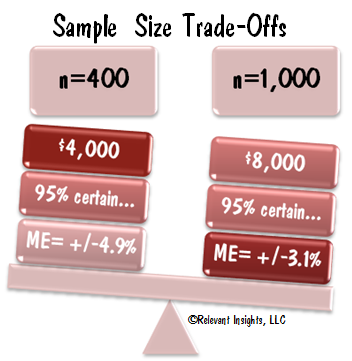 Sample Size Trade-Offs
n=400
n=1,000
$4,000
$8,000
95% certain...
95% certain...
ME= +/-4.9%
ME= +/-3.1%
©Relevant Insights, LLC